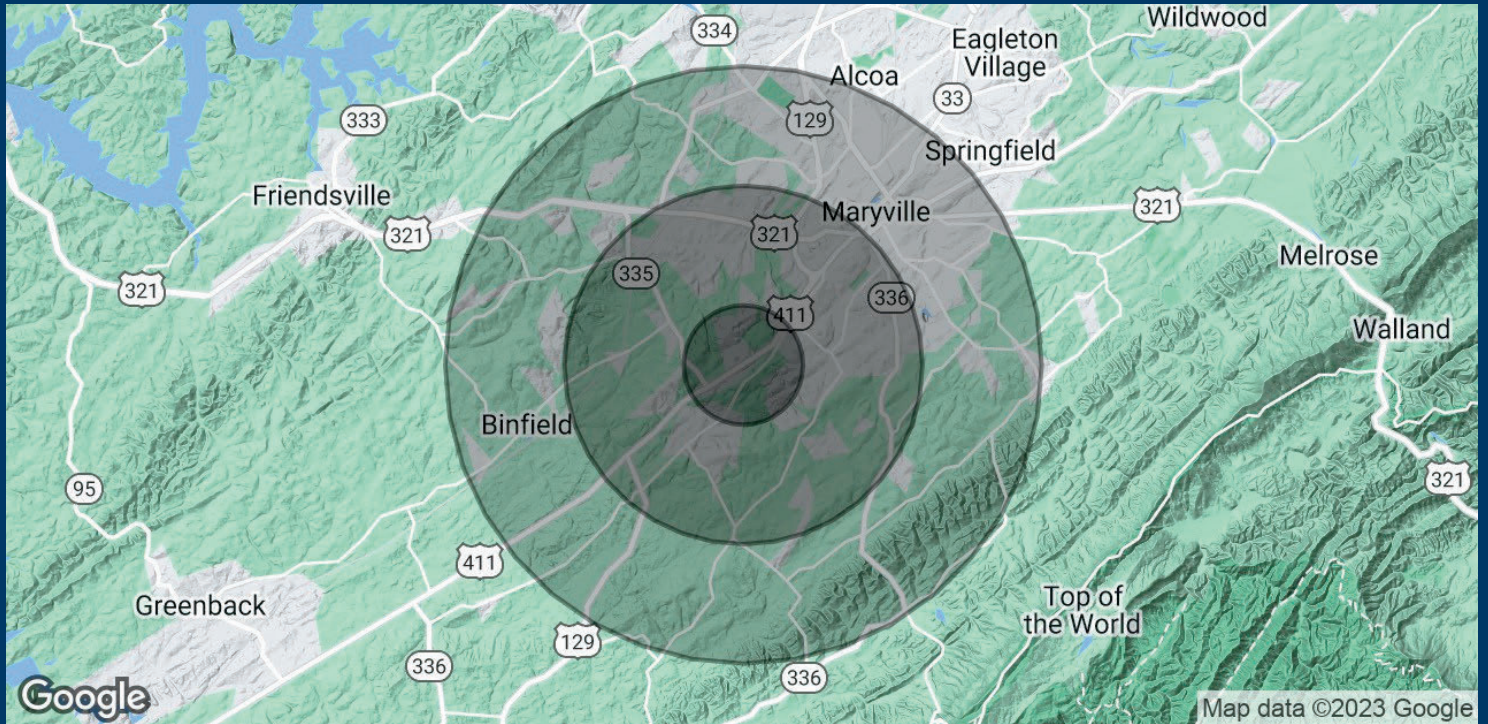 Wildwood
334
Eagleton
Village
Alcoa
33
333
129
Springfield
Friendsville
Maryville
321
321
321
Melrose
335
321
336
411
Walland
Binfield
321
95
411
Greenback
Top of
the World
129
336
336
Google
Map data ©2023 Google